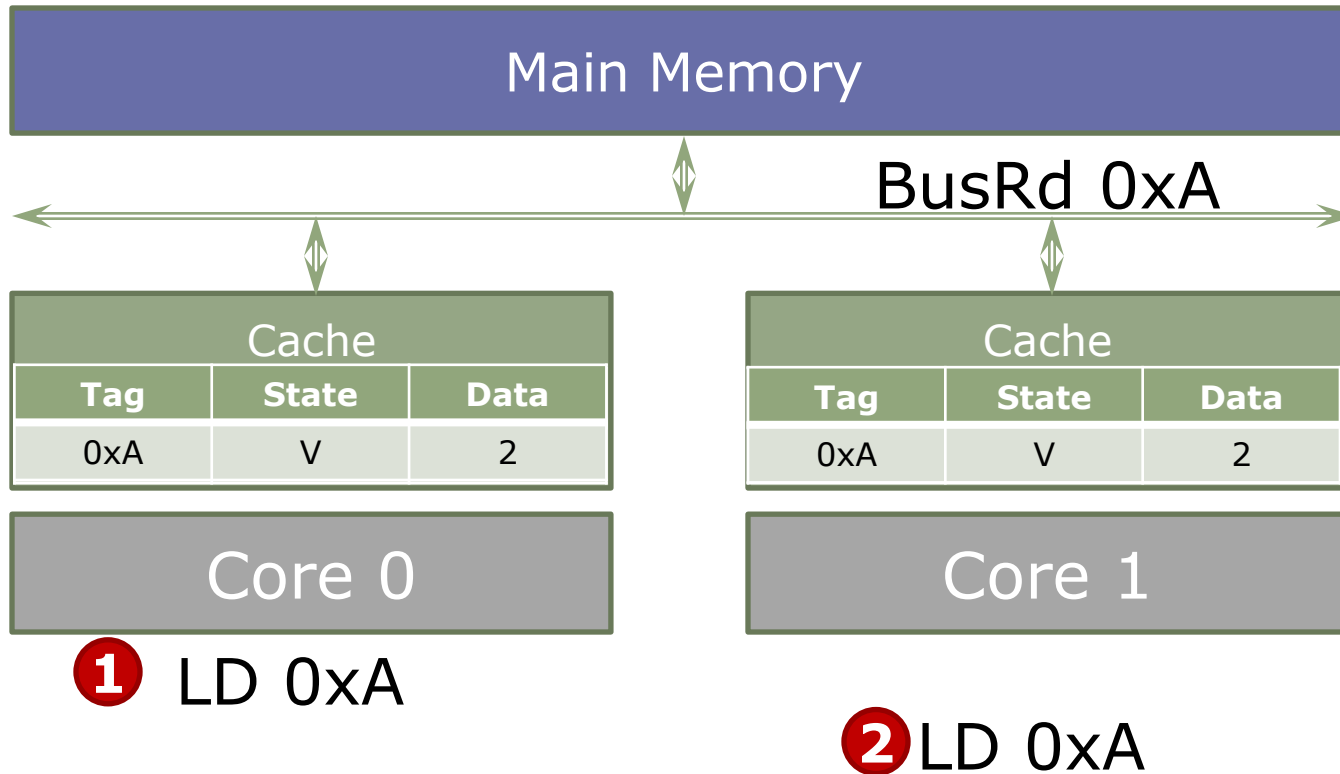 Main Memory
BusRd 0xA
Cache
Tag State Data
0xA V 2
Cache
Tag State Data
0xA V 2
Core 0
Core 1
1 LD 0xA
2 LD 0xA